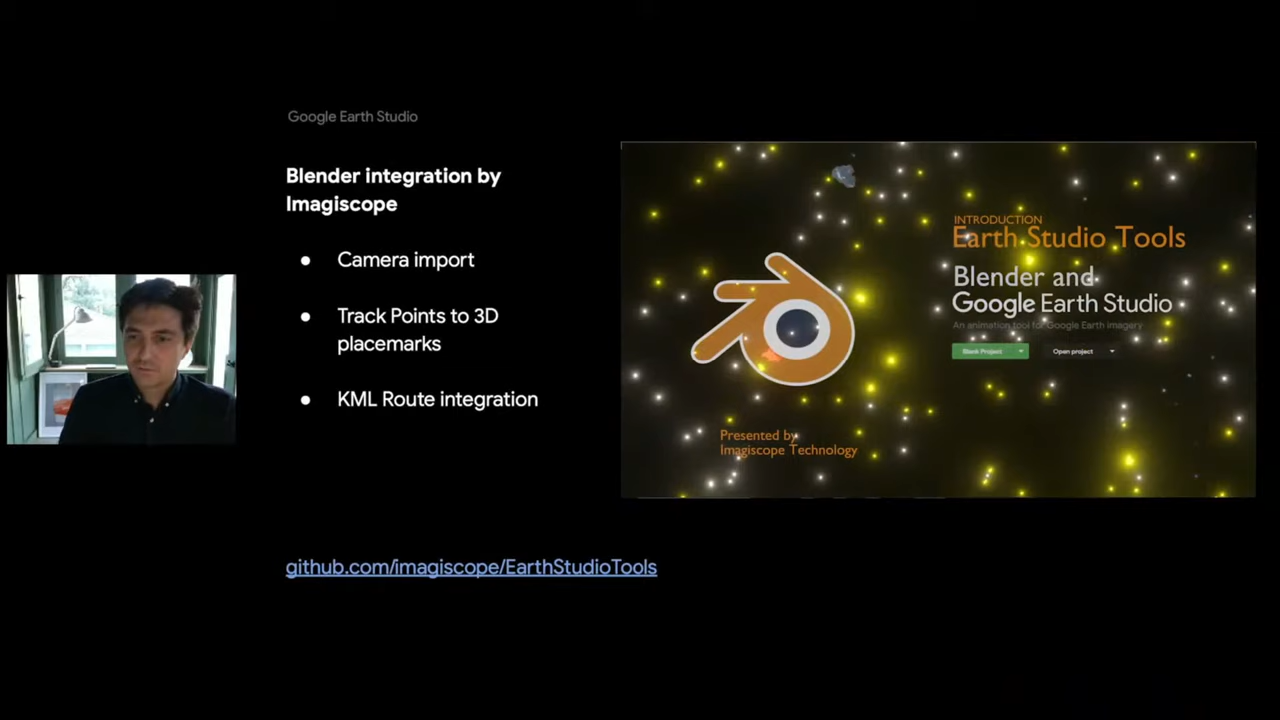 Google Earth Studio
Blender integration by
Imagiscope
● Camera import
● Track Points to 3D
placemarks
● KML Route integration
github.com/imagiscope/EarthStudioTools
INTRODUCTION
Earth Studio Tools
Blender and
Google Earth Studio
An animation tool for Google Earth imagery
Blank Project
Open project
Presented by
Imagiscope Technology